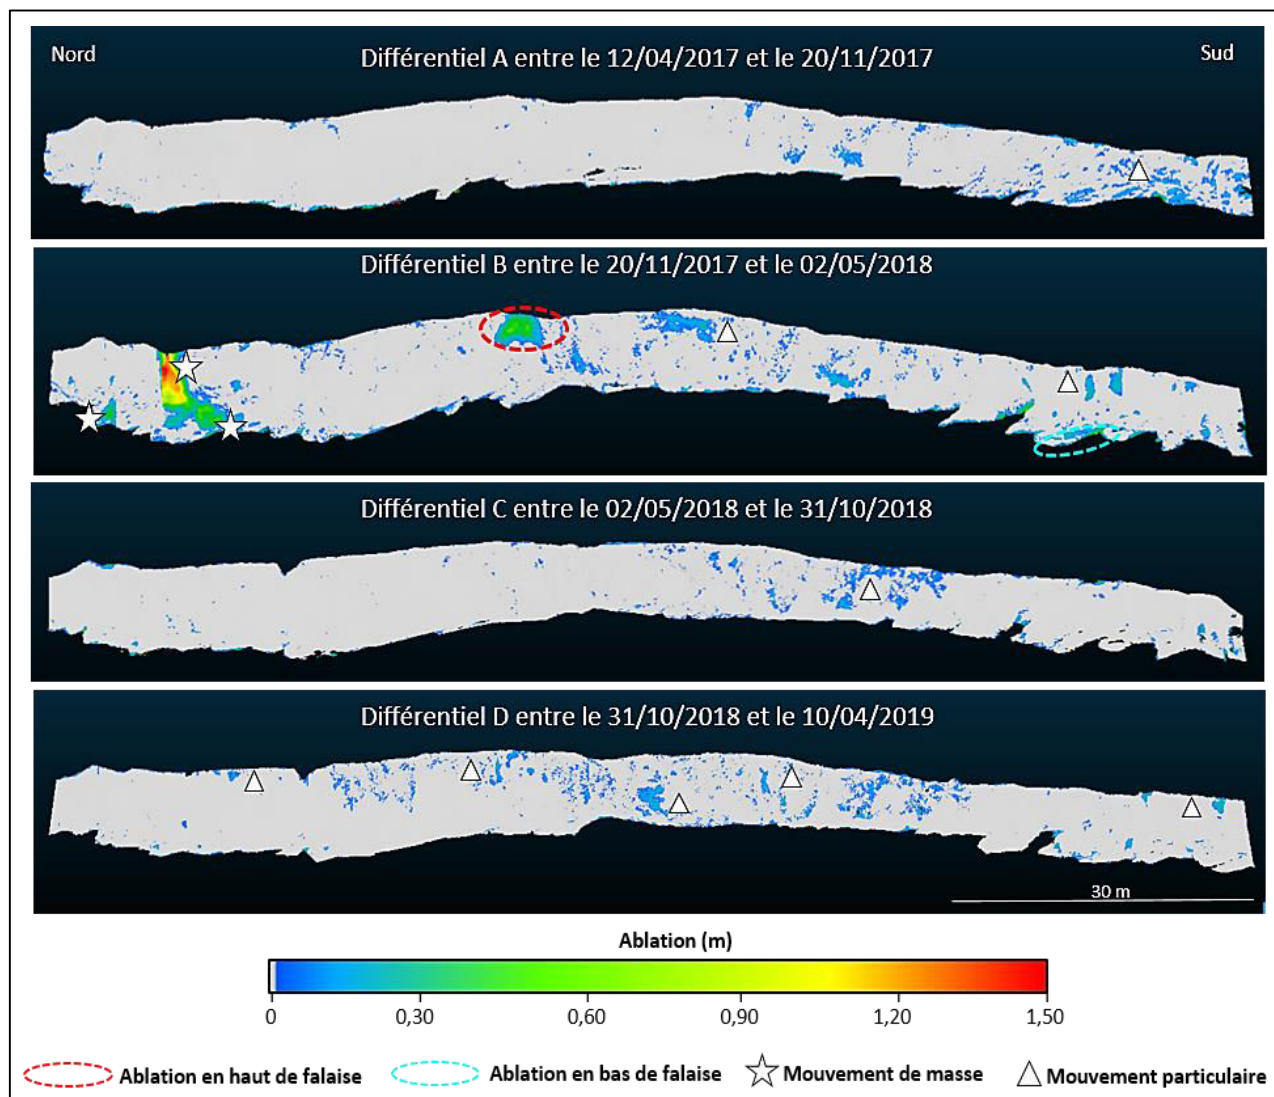 Nord
Différentiel A entre le 12/04/2017 et le 20/11/2017
Sud
Différentiel B entre le 20/11/2017 et le 02/05/2018
Différentiel C entre le 02/05/2018 et le 31/10/2018
Différentiel D entre le 31/10/2018 et le 10/04/2019
30 m
Ablation (m)
0 0,30 0,60 0,90 1,20 1,50
Ablation en haut de falaise
Ablation en bas de falaise
Mouvement de masse
Mouvement particulaire